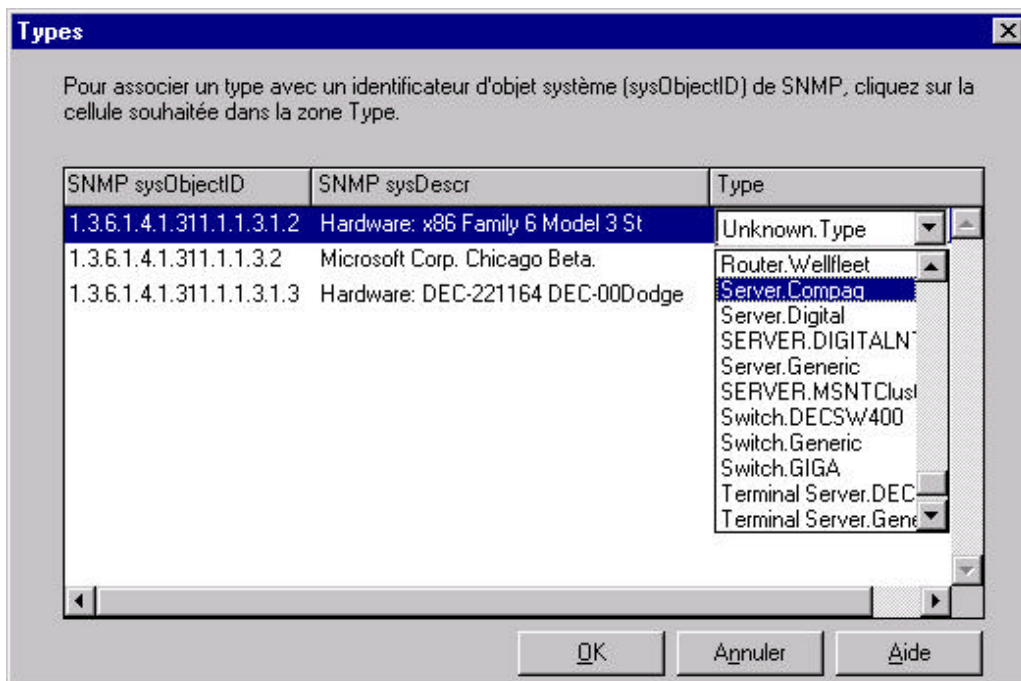 Types
Pour associer un type avec un identificateur d'objet système (sysObjectID) de SNMP, cliquez sur la
cellule souhaitée dans la zone Type.
SNMP sysObjectID SNMP sysDescr Type
1.3.6.1.4.1.311.1.1.3.1.2 Hardware: x86 Family 6 Model 3 St Unknown.Type
1.3.6.1.4.1.311.1.1.3.2 Microsoft Corp. Chicago Beta.
1.3.6.1.4.1.311.1.1.3.1.3 Hardware: DEC-221164 DEC-00Dodge
Router.Wellfleet
Server.Compaq
Server.Digital
SERVER.DIGITALNT
Server.Generic
SERVER.MSNTClust
Switch.DECSW400
Switch.Generic
Switch.GIGA
Terminal Server.DEC
Terminal Server.Gene
OK Annuler Aide